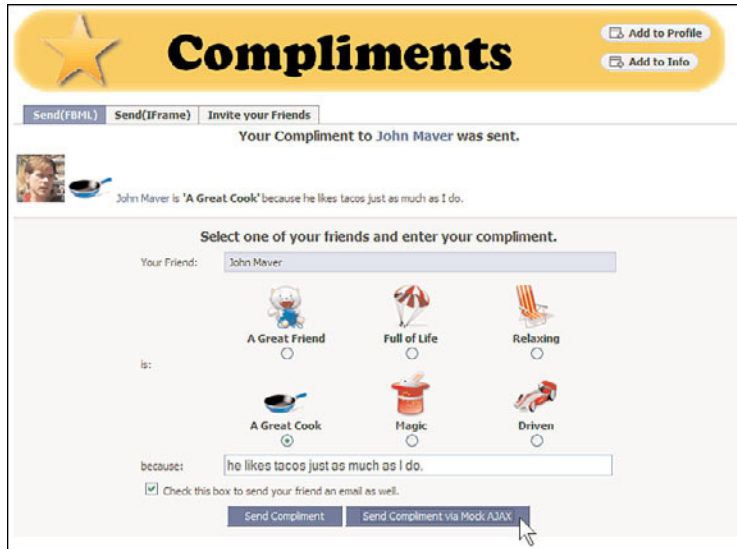 Compliments
Add to Profile
Add to Info
Send(FBML) Send(IFrame) Invite your Friends
Your Compliment to John Maver was sent.
John Maver is 'A Great Cook' because he likes tacos just as much as I do.
Select one of your friends and enter your compliment.
Your Friend: John Maver
A Great Friend Full of Life Relaxing
is:
A Great Cook Magic Driven
because: he likes tacos just as much as I do.
Check this box to send your friend an email as well.
Send Compliment Send Compliment via Mock AJAX